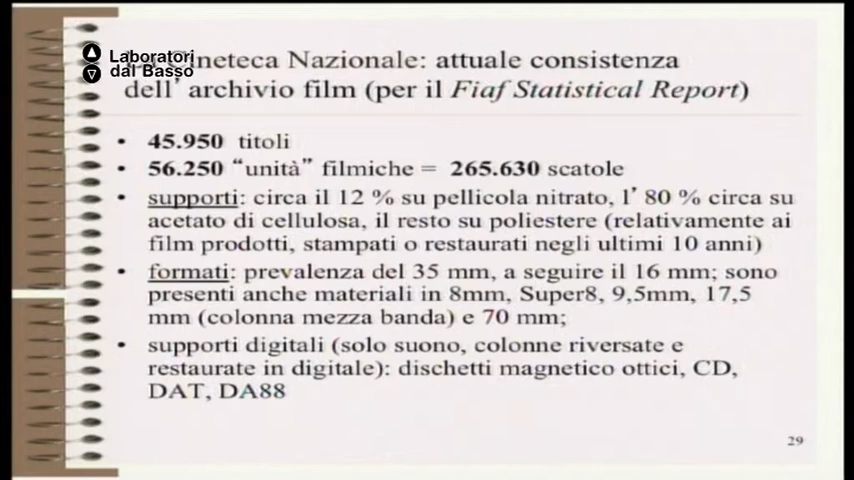 Laboratori
dal Basso
Cineteca Nazionale: attuale consistenza
dell'archivio film (per il Fiaf Statistical Report)
• 45.950 titoli
• 56.250 “unità” filmiche = 265.630 scatole
• supporti: circa il 12 % su pellicola nitrato, l' 80 % circa su
acetato di cellulosa, il resto su poliestere (relativamente ai
film prodotti, stampati o restaurati negli ultimi 10 anni)
• formati: prevalenza del 35 mm, a seguire il 16 mm; sono
presenti anche materiali in 8mm, Super8, 9,5mm, 17,5
mm (colonna mezza banda) e 70 mm;
• supporti digitali (solo suono, colonne riversate e
restaurate in digitale): dischetti magnetico ottici, CD,
DAT, DA88
29